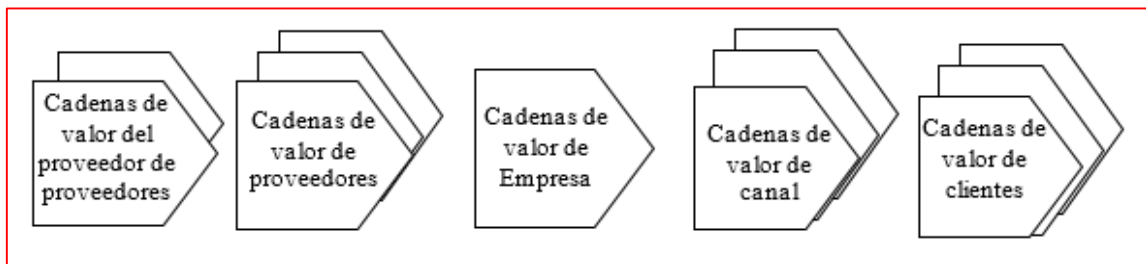 Cadenas de
valor del
proveedor de
proveedores
Cadenas de
valor de
proveedores
Cadenas de
valor de
Empresa
Cadenas de
valor de
canal
Cadenas de
valor de
clientes